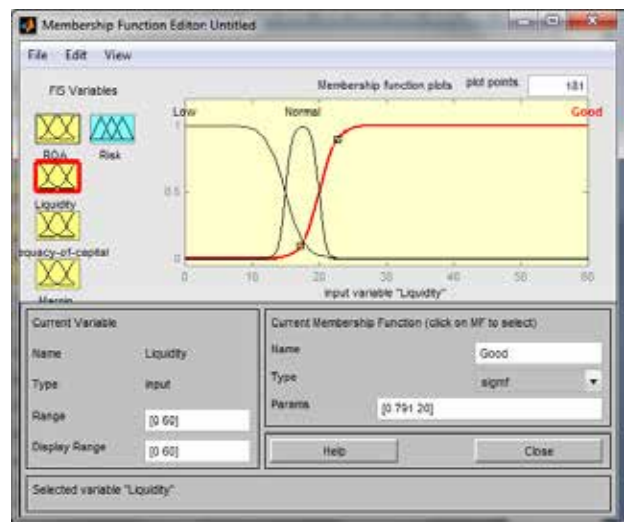 Membership Function Editor: Untitled
File Edit View
FIS Variables
Membership function plots plot points: 181
Low Normal Good
ROA Risk
Liquidity
equacy-of-capital
Margin
1
0.5
0
0 10 20 30 40 50 60
input variable "Liquidity"
Current Variable
Name Liquidity
Type input
Range [0 60]
Display Range [0 60]
Current Membership Function (click on MF to select)
Name Good
Type sigmf
Params [0.791 20]
Help Close
Selected variable "Liquidity"